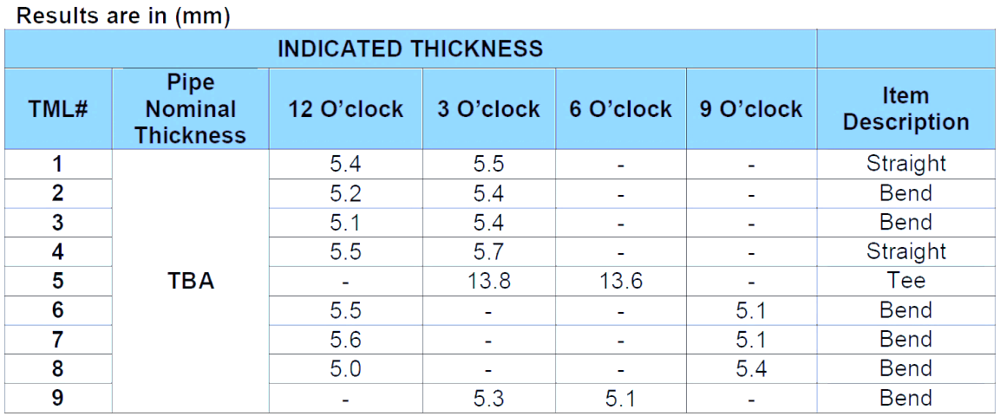 Results are in (mm)
INDICATED THICKNESS
TML# Pipe Nominal Thickness 12 O'clock 3 O'clock 6 O'clock 9 O'clock Item Description
1 TBA 5.4 5.5 - - Straight
2 5.2 5.4 - - Bend
3 5.1 5.4 - - Bend
4 5.5 5.7 - - Straight
5 - 13.8 13.6 - Tee
6 5.5 - - 5.1 Bend
7 5.6 - - 5.1 Bend
8 5.0 - - 5.4 Bend
9 - 5.3 5.1 - Bend